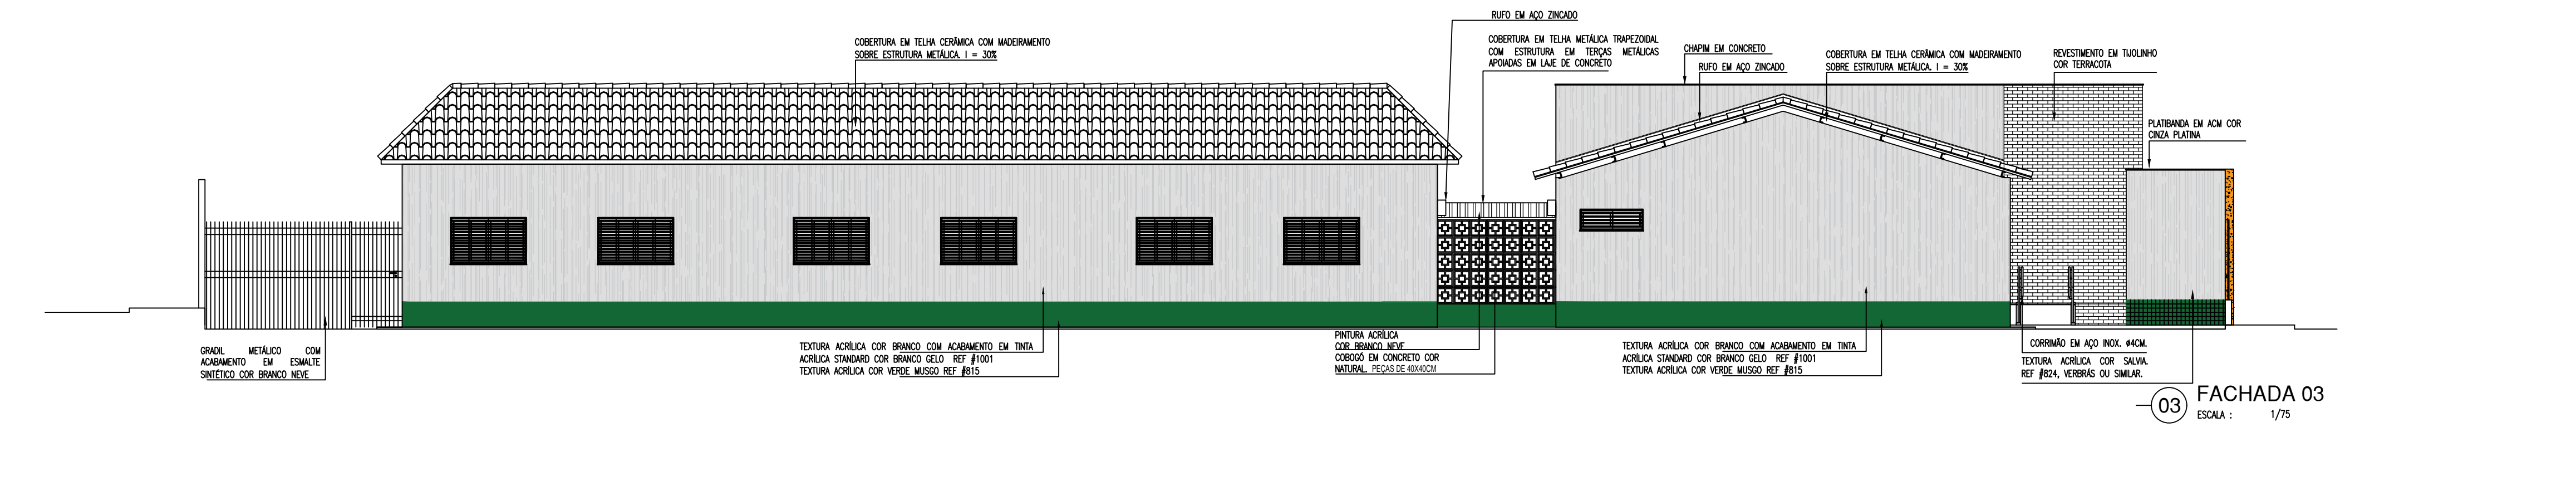 RUFO EM AÇO ZINCADO
COBERTURA EM TELHA CERÂMICA COM MADEIRAMENTO
SOBRE ESTRUTURA METÁLICA. I = 30%
COBERTURA EM TELHA METÁLICA TRAPEZOIDAL
COM ESTRUTURA EM TERÇAS METÁLICAS
APOIADAS EM LAJE DE CONCRETO
CHAPIM EM CONCRETO
RUFO EM AÇO ZINCADO
COBERTURA EM TELHA CERÂMICA COM MADEIRAMENTO
SOBRE ESTRUTURA METÁLICA. I = 30%
REVESTIMENTO EM TIJOLINHO
COR TERRACOTA
PLATIBANDA EM ACM COR
CINZA PLATINA
GRADIL METÁLICO COM
ACABAMENTO EM ESMALTE
SINTÉTICO COR BRANCO NEVE
TEXTURA ACRÍLICA COR BRANCO COM ACABAMENTO EM TINTA
ACRÍLICA STANDARD COR BRANCO GELO REF #1001
TEXTURA ACRÍLICA COR VERDE MUSGO REF #815
PINTURA ACRÍLICA
COR BRANCO NEVE
COBOGÓ EM CONCRETO COR
NATURAL. PEÇAS DE 40X40CM
TEXTURA ACRÍLICA COR BRANCO COM ACABAMENTO EM TINTA
ACRÍLICA STANDARD COR BRANCO GELO REF #1001
TEXTURA ACRÍLICA COR VERDE MUSGO REF #815
CORRIMÃO EM AÇO INOX. ø4CM.
TEXTURA ACRÍLICA COR SALVIA.
REF #824, VERBRÁS OU SIMILAR.
03 FACHADA 03
ESCALA : 1/75